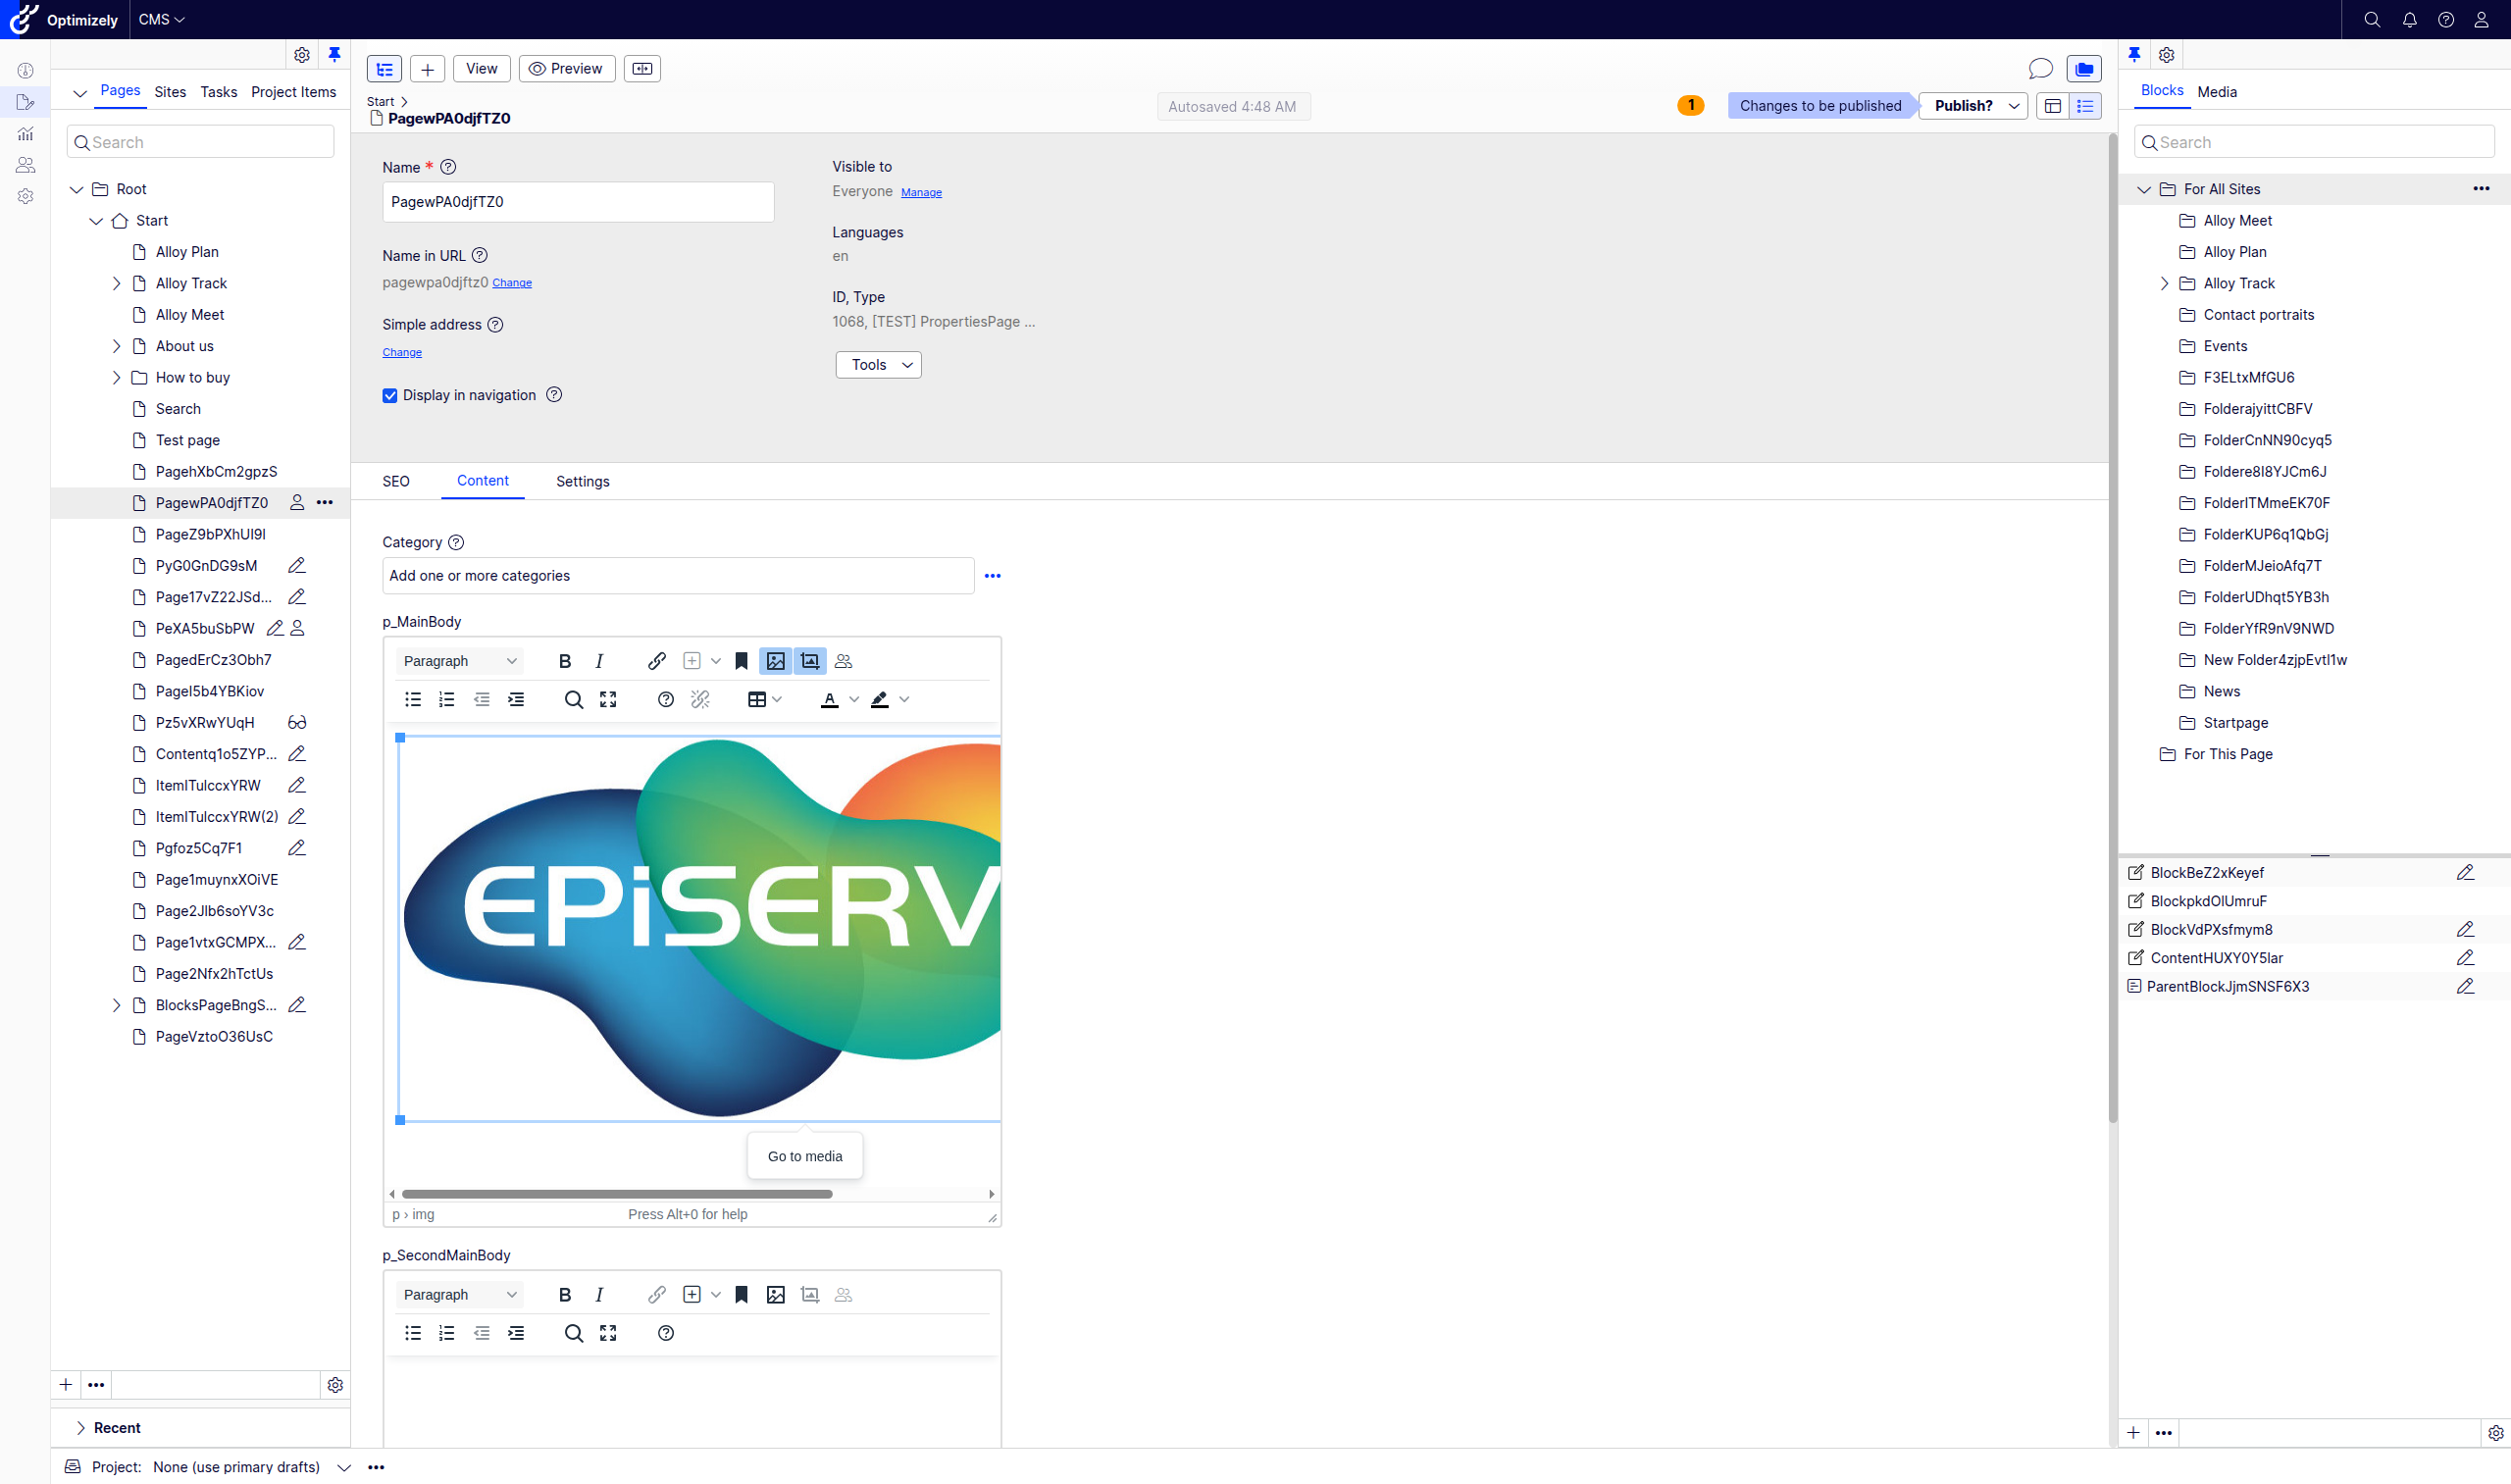 Optimizely
CMS
Pages Sites Tasks Project Items
Search
Root
Start
Alloy Plan
Alloy Track
Alloy Meet
About us
How to buy
Search
Test page
PagehXbCm2gpzS
PagewPA0djfTZ0
PageZ9bPXhUl9l
PyG0GnDG9sM
Page17vZ22JSd...
PeXA5buSbPW
PagedErCz3Obh7
PageI5b4YBKiov
Pz5vXRwYUqH
Contentq1o5ZYP...
ItemITulccxYRW
ItemITulccxYRW(2)
Pgfoz5Cq7F1
Page1muynxXOiVE
Page2Jlb6soYV3c
Page1vtxGCMPX...
Page2Nfx2hTctUs
BlocksPageBngS...
PageVztoO36UsC
Recent
Project: None (use primary drafts)
View Preview
Start
PagewPA0djfTZ0
Autosaved 4:48 AM
1
Changes to be published
Publish?
Name *
PagewPA0djfTZ0
Name in URL
pagewpa0djftz0 Change
Simple address
Change
Display in navigation
Visible to
Everyone Manage
Languages
en
ID, Type
1068, [TEST] PropertiesPage ...
Tools
SEO Content Settings
Category
Add one or more categories
p_MainBody
Paragraph
EPiSERV
Go to media
p › img Press Alt+0 for help
p_SecondMainBody
Paragraph
Blocks Media
Search
For All Sites
Alloy Meet
Alloy Plan
Alloy Track
Contact portraits
Events
F3ELtxMfGU6
FolderajyittCBFV
FolderCnNN90cyq5
Foldere8I8YJCm6J
FolderITMmeEK70F
FolderKUP6q1QbGj
FolderMJeioAfq7T
FolderUDhqt5YB3h
FolderYfR9nV9NWD
New Folder4zjpEvtl1w
News
Startpage
For This Page
BlockBeZ2xKeyef
BlockpkdOlUmruF
BlockVdPXsfmym8
ContentHUXY0Y5lar
ParentBlockJjmSNSF6X3